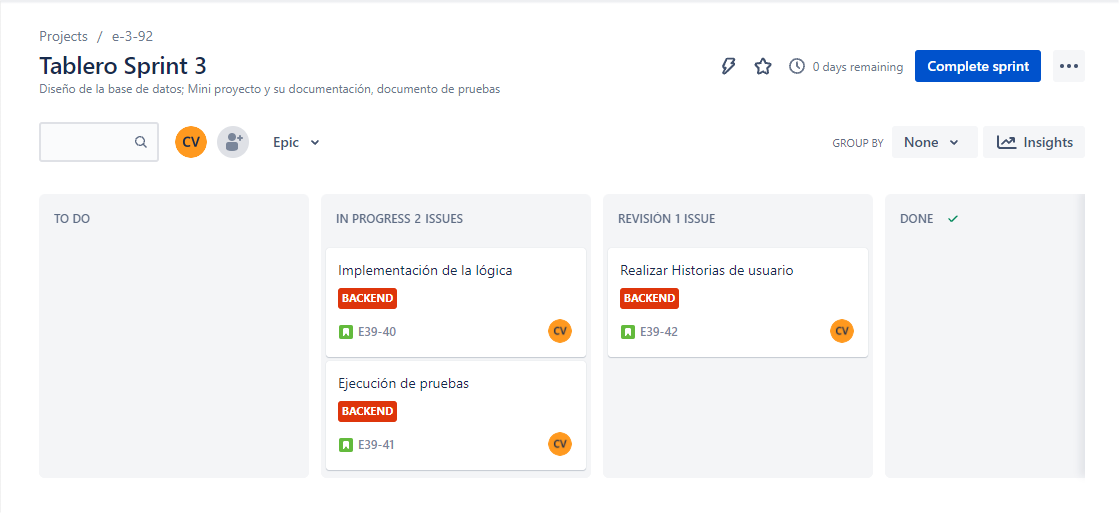 Projects / e-3-92
Tablero Sprint 3
0 days remaining
Complete sprint
Diseño de la base de datos; Mini proyecto y su documentación, documento de pruebas
CV
Epic
GROUP BY
None
Insights
TO DO
IN PROGRESS 2 ISSUES
Implementación de la lógica
BACKEND
E39-40
CV
Ejecución de pruebas
BACKEND
E39-41
CV
REVISIÓN 1 ISSUE
Realizar Historias de usuario
BACKEND
E39-42
CV
DONE